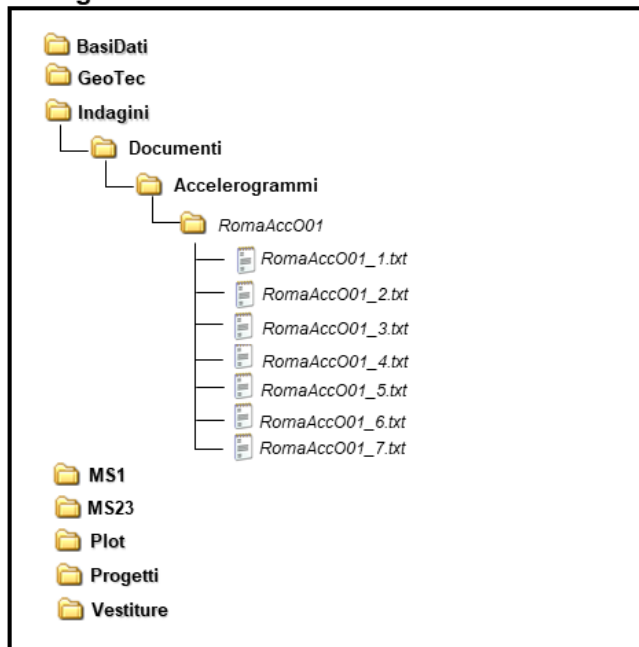 BasiDati
GeoTec
Indagini
Documenti
Accelerogrammi
RomaAccO01
RomaAccO01_1.txt
RomaAccO01_2.txt
RomaAccO01_3.txt
RomaAccO01_4.txt
RomaAccO01_5.txt
RomaAccO01_6.txt
RomaAccO01_7.txt
MS1
MS23
Plot
Progetti
Vestiture